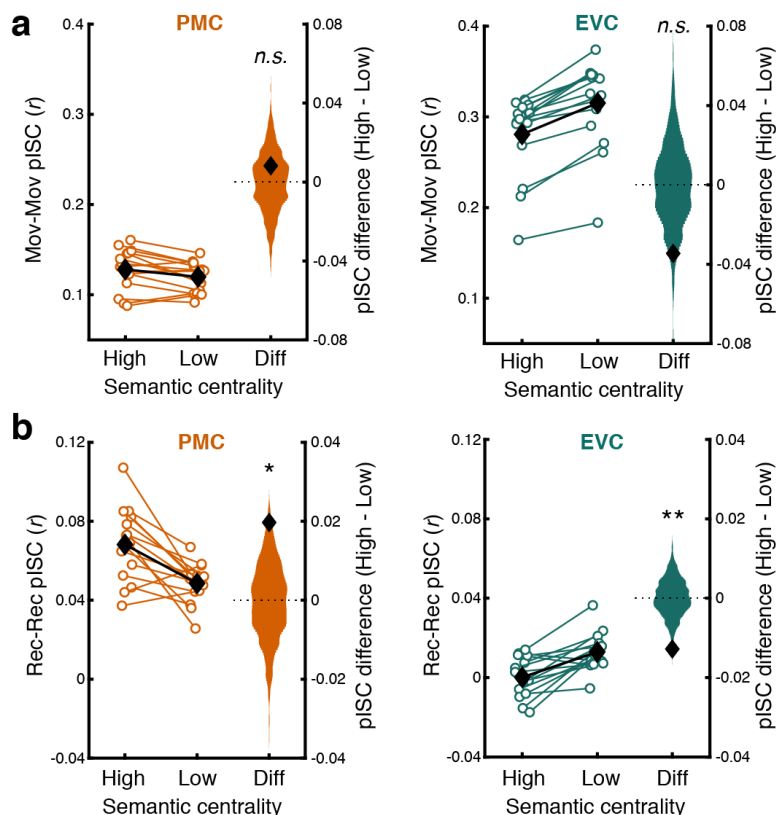 a
PMC
EVC
0.4
0.3
0.2
0.1
Mov-Mov pISC (r)
n.s.
0.08
0.04
0
-0.04
-0.08
pISC difference (High - Low)
High Low Diff
Semantic centrality
0.4
0.3
0.2
0.1
Mov-Mov pISC (r)
n.s.
0.08
0.04
0
-0.04
-0.08
pISC difference (High - Low)
High Low Diff
Semantic centrality
b
PMC
EVC
0.12
0.08
0.04
0
-0.04
Rec-Rec pISC (r)
*
0.04
0.02
0
-0.02
-0.04
pISC difference (High - Low)
High Low Diff
Semantic centrality
0.12
0.08
0.04
0
-0.04
Rec-Rec pISC (r)
**
0.04
0.02
0
-0.02
-0.04
pISC difference (High - Low)
High Low Diff
Semantic centrality